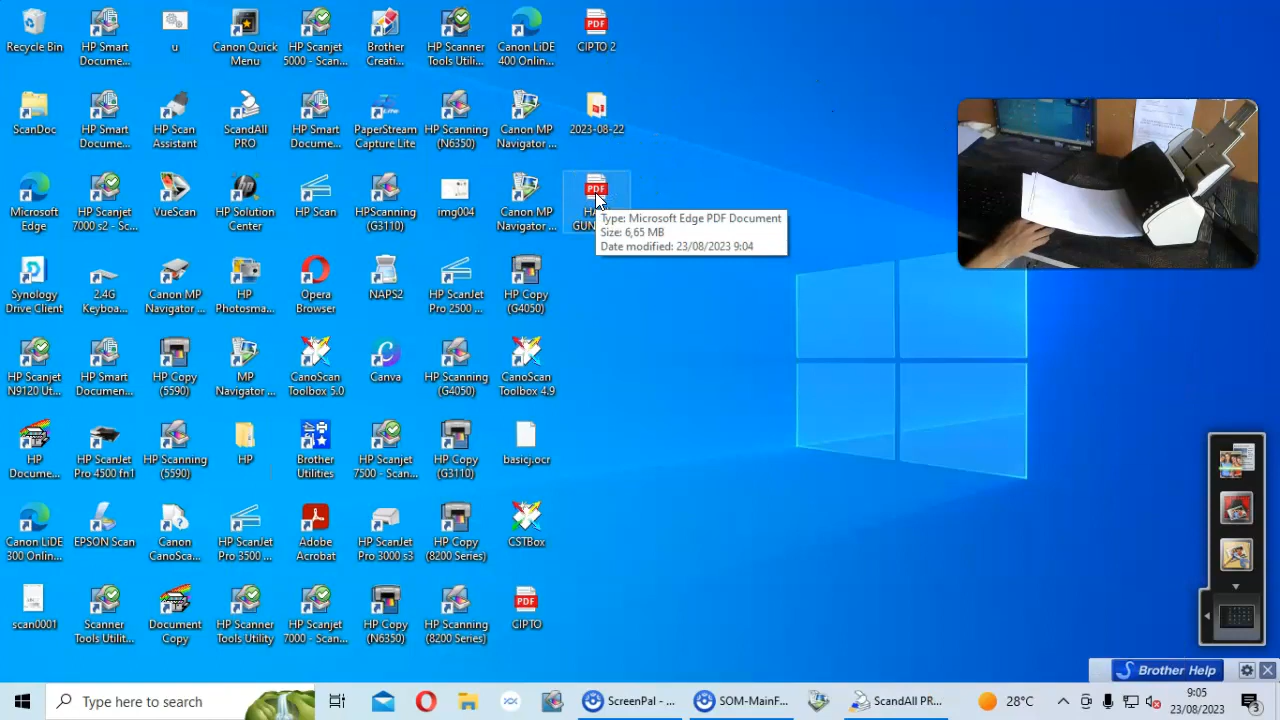 Recycle Bin
HP Smart
Docume...
u
Canon Quick
Menu
HP Scanjet
5000 - Scan...
Brother
Creati...
HP Scanner
Tools Utili...
Canon LiDE
400 Onlin...
PDF
CIPTO 2
ScanDoc
HP Smart
Docume...
HP Scan
Assistant
ScandAll
PRO
HP Smart
Docume...
PaperStream
Capture Lite
HP Scanning
(N6350)
Canon MP
Navigator ...
2023-08-22
Microsoft
Edge
HP Scanjet
7000 s2 - Sc...
VueScan
HP Solution
Center
HP Scan
HPScanning
(G3110)
img004
Canon MP
Navigator ...
PDF
Type: Microsoft Edge PDF Document
Size: 6,65 MB
Date modified: 23/08/2023 9:04
Synology
Drive Client
2.4G
Keyboa...
Canon MP
Navigator ...
HP
Photosma...
Opera
Browser
NAPS2
HP ScanJet
Pro 2500 ...
HP Copy
(G4050)
HP Scanjet
N9120 Ut...
HP Smart
Documen...
HP Copy
(5590)
MP
Navigator ...
CanoScan
Toolbox 5.0
Canva
HP Scanning
(G4050)
CanoScan
Toolbox 4.9
HP
Docume...
HP ScanJet
Pro 4500 fn1
HP Scanning
(5590)
HP
Brother
Utilities
HP Scanjet
7500 - Scan...
HP Copy
(G3110)
basicj.ocr
Canon LiDE
300 Onlin...
EPSON Scan
Canon
CanoSca...
HP ScanJet
Pro 3500 ...
Adobe
Acrobat
HP ScanJet
Pro 3000 s3
HP Copy
(8200 Series)
CSTBox
scan0001
Scanner
Tools Utilit...
Document
Copy
HP Scanner
Tools Utility
HP Scanjet
7000 - Scan...
HP Copy
(N6350)
HP Scanning
(8200 Series)
PDF
CIPTO
Brother Help
Type here to search
ScreenPal - ...
SOM-MainF...
ScandAll PR...
28°C
9:05
23/08/2023
3